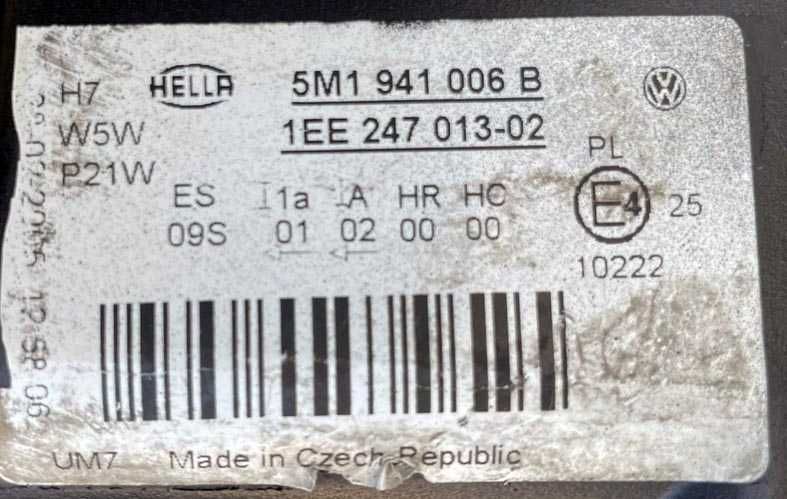 H7
W5W
P21W
HELLA
5M1 941 006 B
1EE 247 013-02
VW
ES 1a A HR HC
09S 01 02 00 00
PL
E4 25
10222
UM7 Made in Czech Republic